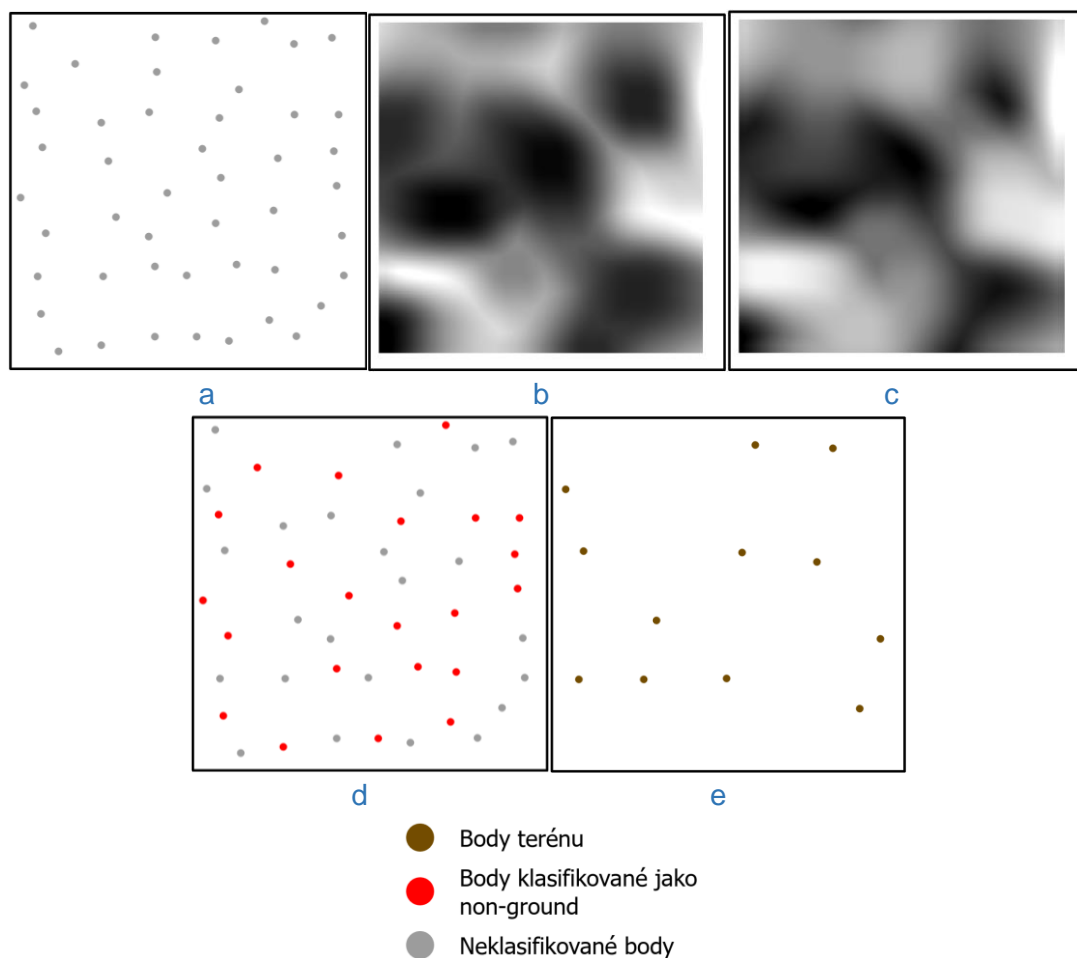 a
b
c
d
e
Body terénu
Body klasifikované jako
non-ground
Neklasifikované body